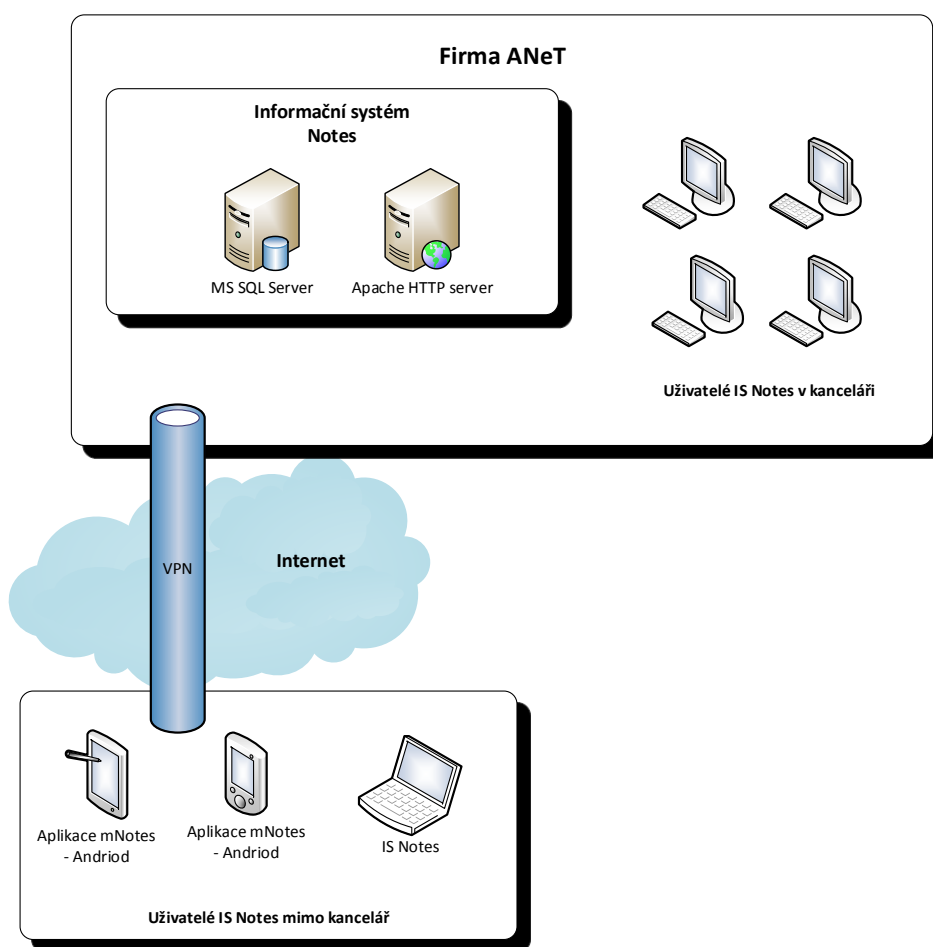 Firma ANeT
Informační systém
Notes
MS SQL Server
Apache HTTP server
Uživatelé IS Notes v kanceláři
VPN
Internet
Aplikace mNotes
- Andriod
Aplikace mNotes
- Andriod
IS Notes
Uživatelé IS Notes mimo kancelář